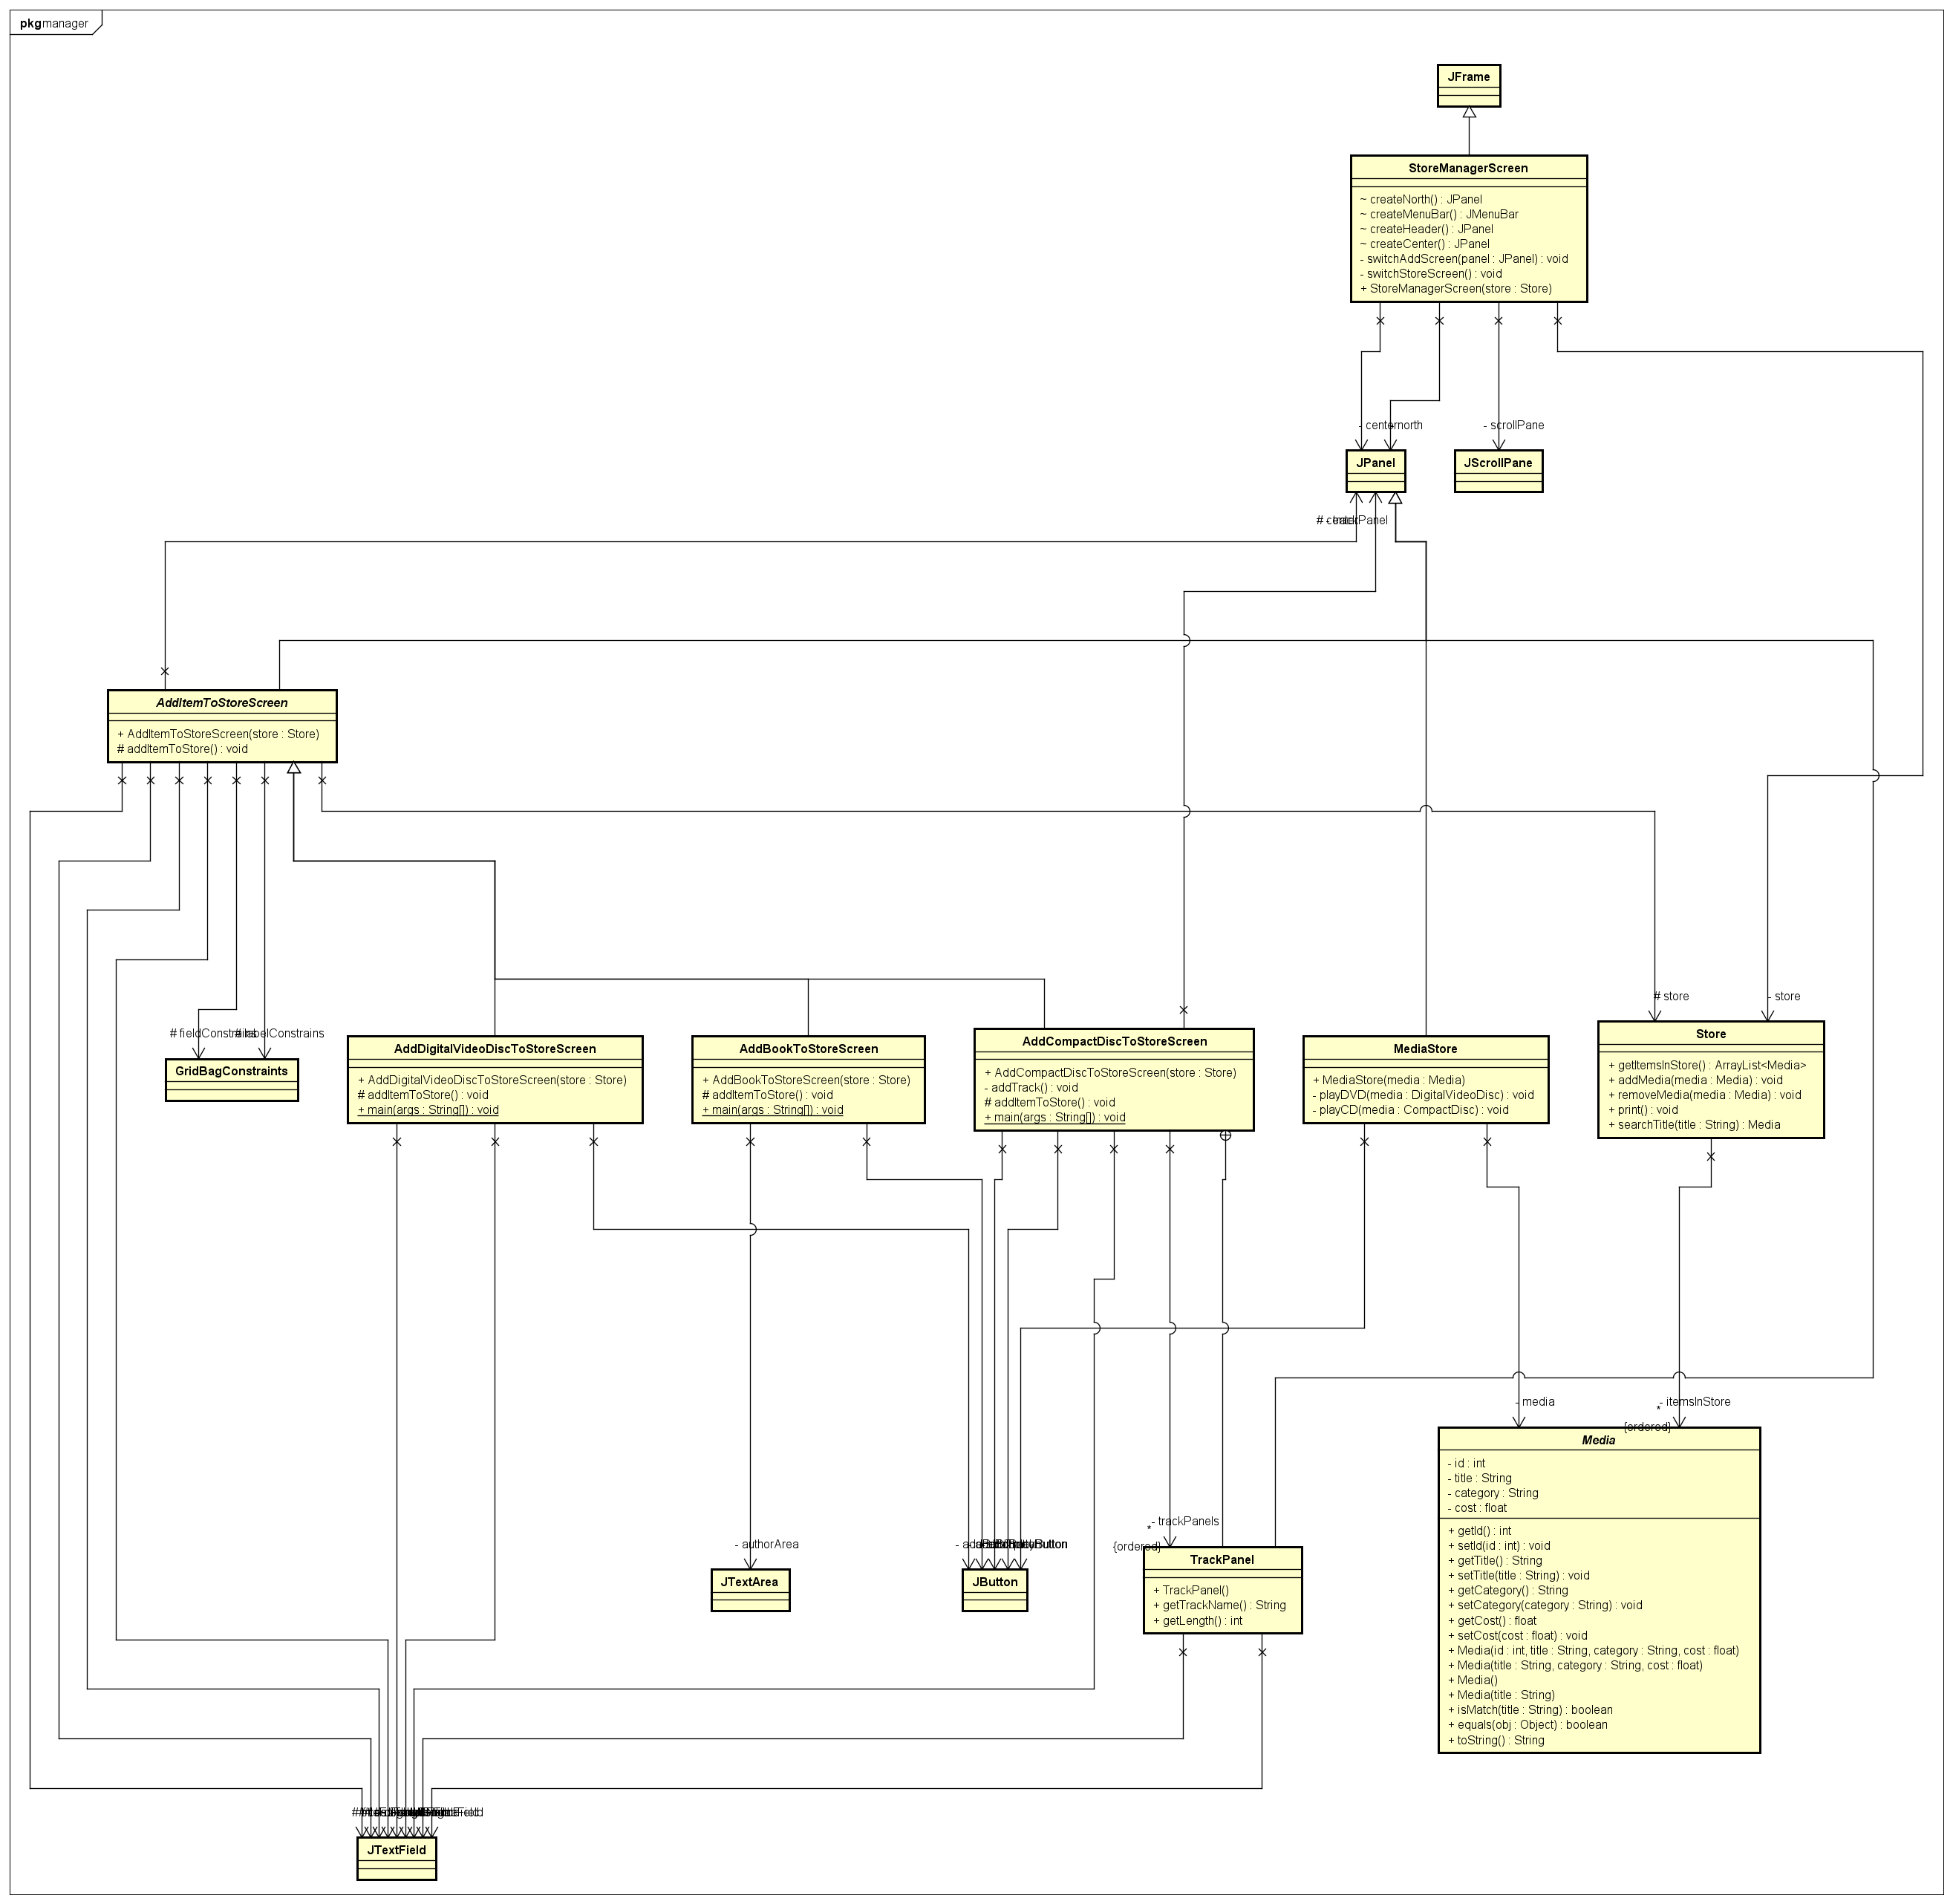 pkg manager
JFrame
StoreManagerScreen
~ createNorth() : JPanel
~ createMenuBar() : JMenuBar
~ createHeader() : JPanel
~ createCenter() : JPanel
- switchAddScreen(panel : JPanel) : void
- switchStoreScreen() : void
+ StoreManagerScreen(store : Store)
- center
north
- scrollPane
JPanel
JScrollPane
# center
- trackPanel
AddItemToStoreScreen
+ AddItemToStoreScreen(store : Store)
# addItemToStore() : void
# store
- store
# fieldConstrains
# labelConstrains
GridBagConstraints
AddDigitalVideoDiscToStoreScreen
+ AddDigitalVideoDiscToStoreScreen(store : Store)
# addItemToStore() : void
+ main(args : String[]) : void
AddBookToStoreScreen
+ AddBookToStoreScreen(store : Store)
# addItemToStore() : void
+ main(args : String[]) : void
AddCompactDiscToStoreScreen
+ AddCompactDiscToStoreScreen(store : Store)
- addTrack() : void
# addItemToStore() : void
+ main(args : String[]) : void
MediaStore
+ MediaStore(media : Media)
- playDVD(media : DigitalVideoDisc) : void
- playCD(media : CompactDisc) : void
Store
+ getItemsInStore() : ArrayList<Media>
+ addMedia(media : Media) : void
+ removeMedia(media : Media) : void
+ print() : void
+ searchTitle(title : String) : Media
- media
- itemsInStore
*
{ordered}
Media
- id : int
- title : String
- category : String
- cost : float
+ getId() : int
+ setId(id : int) : void
+ getTitle() : String
+ setTitle(title : String) : void
+ getCategory() : String
+ setCategory(category : String) : void
+ getCost() : float
+ setCost(cost : float) : void
+ Media(id : int, title : String, category : String, cost : float)
+ Media(title : String, category : String, cost : float)
+ Media()
+ Media(title : String)
+ isMatch(title : String) : boolean
+ equals(obj : Object) : boolean
+ toString() : String
- trackPanels
*
{ordered}
- authorArea
JTextArea
JButton
TrackPanel
+ TrackPanel()
+ getTrackName() : String
+ getLength() : int
JTextField